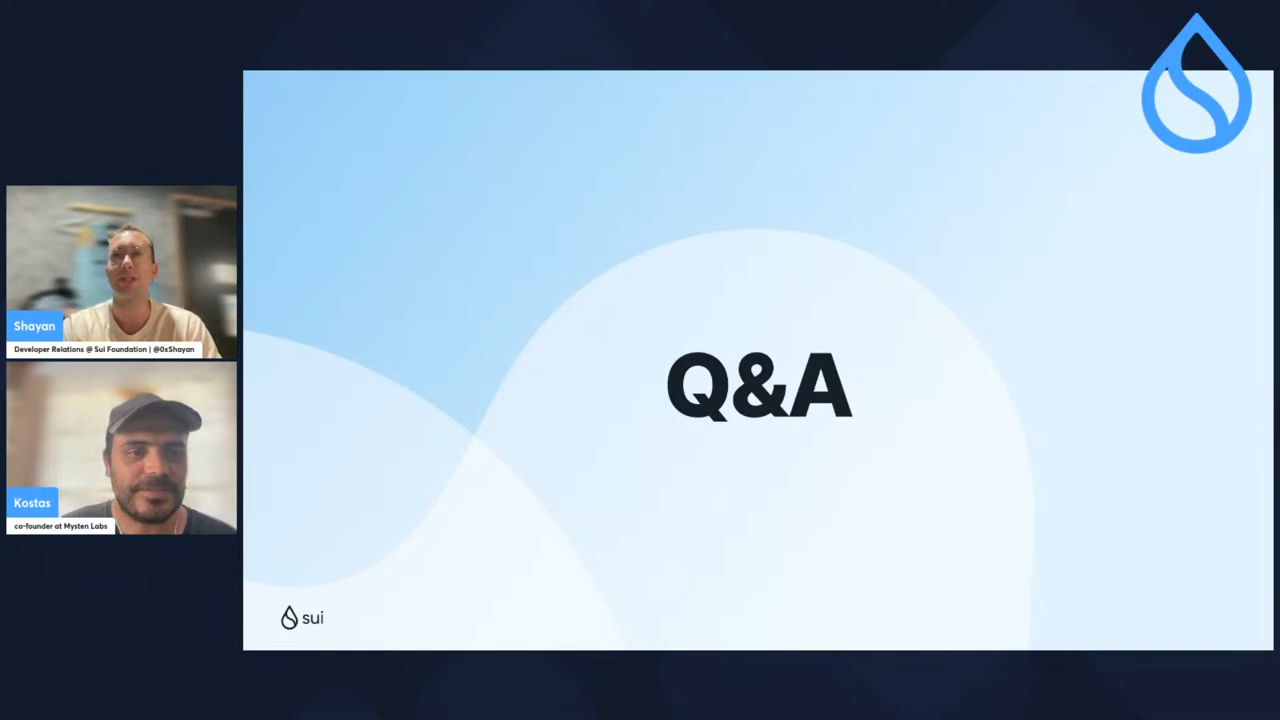 Shayan
Developer Relations @ Sui Foundation | @0xShayan
Kostas
co-founder at Mysten Labs
Q&A
sui